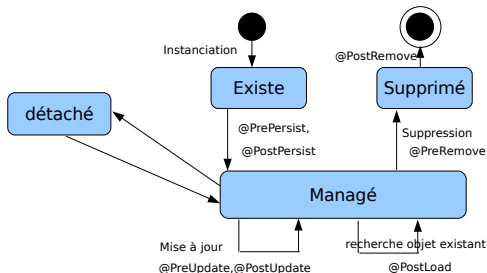 Instanciation
@PostRemove
Existe
Supprimé
détaché
@PrePersist,
@PostPersist
Suppression
@PreRemove
Managé
Mise à jour
@PreUpdate,@PostUpdate
recherche objet existant
@PostLoad